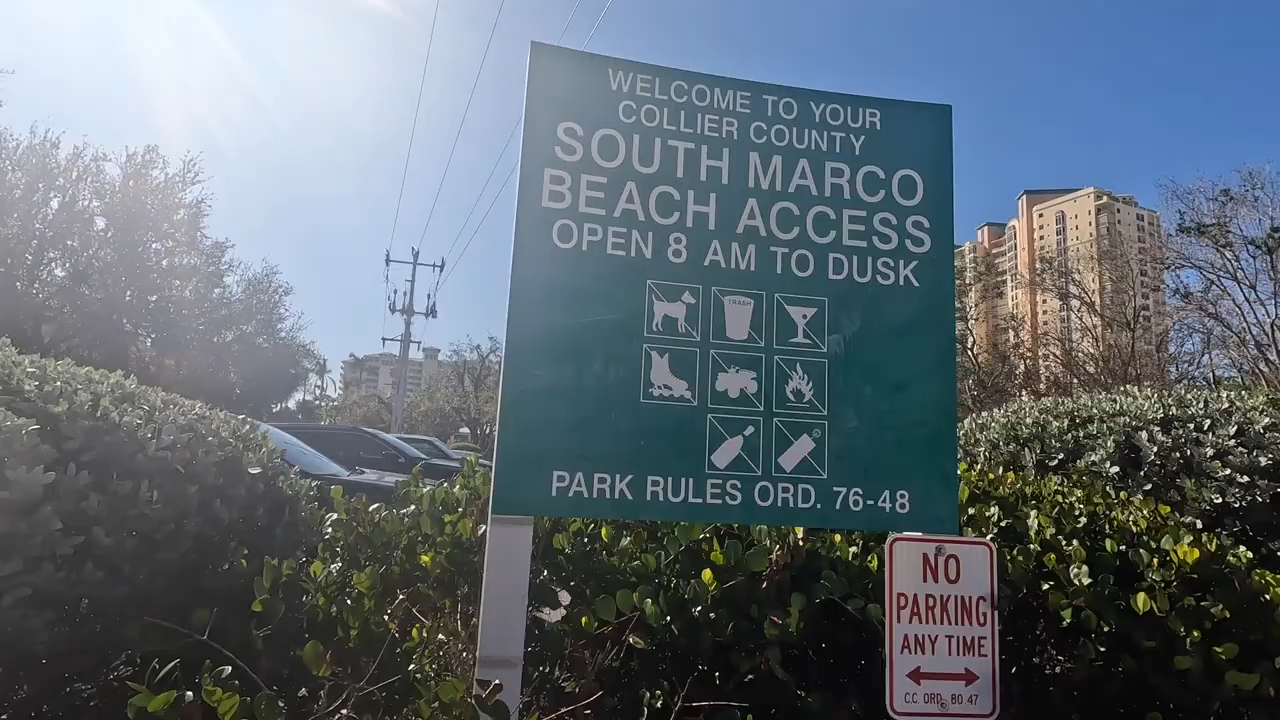 WELCOME TO YOUR
COLLIER COUNTY
SOUTH MARCO
BEACH ACCESS
OPEN 8 AM TO DUSK
TRASH
PARK RULES ORD. 76-48
NO
PARKING
ANY TIME
C.C. ORD. 80 47